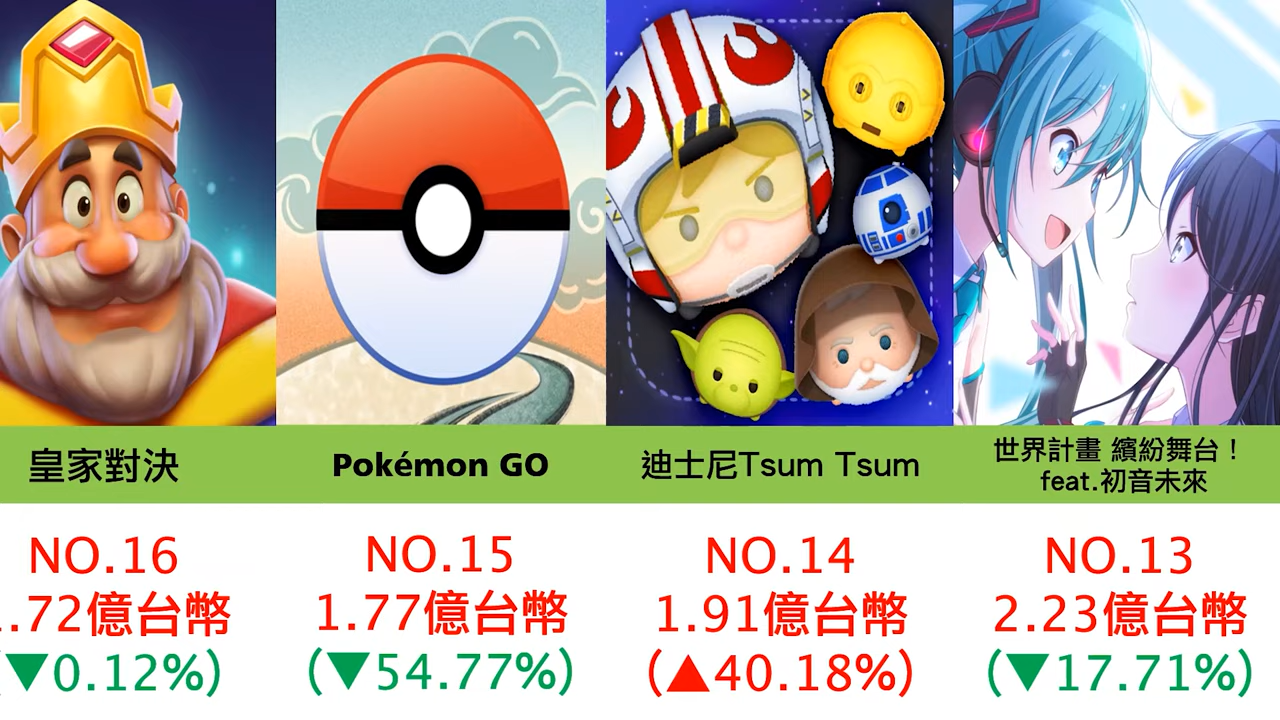 皇家對決
NO.16
.72億台幣
(▼0.12%)
Pokémon GO
NO.15
1.77億台幣
(▼54.77%)
迪士尼Tsum Tsum
NO.14
1.91億台幣
(▲40.18%)
世界計畫 繽紛舞台！
feat.初音未來
NO.13
2.23億台幣
(▼17.71%)